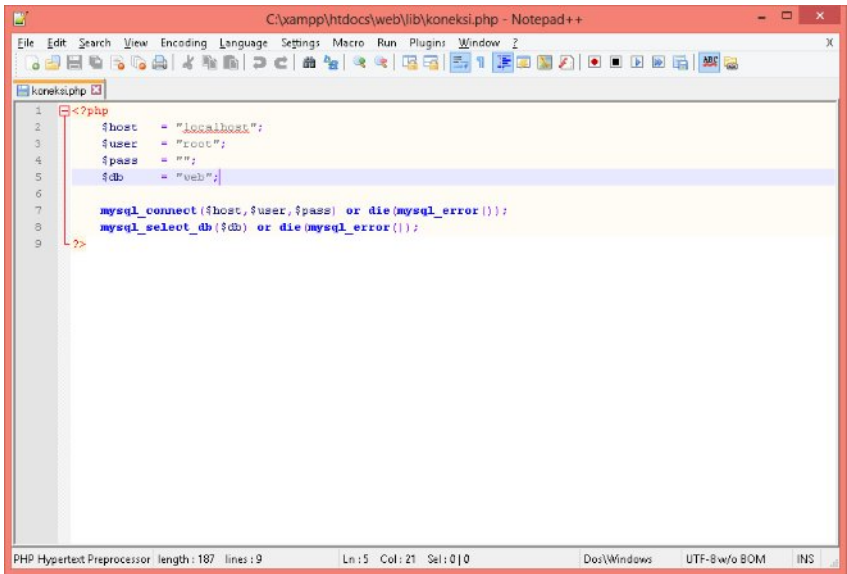 C:\xampp\htdocs\web\lib\koneksi.php - Notepad++
File Edit Search View Encoding Language Settings Macro Run Plugins Window ? X
koneksi.php
1 <?php
2 $host = "localhost";
3 $user = "root";
4 $pass = "";
5 $db = "web";
6
7 mysql_connect($host,$user,$pass) or die(mysql_error());
8 mysql_select_db($db) or die(mysql_error());
9 ?>
PHP Hypertext Preprocessor length : 187 lines : 9 Ln : 5 Col : 21 Sel : 0 | 0 Dos\Windows UTF-8 w/o BOM INS